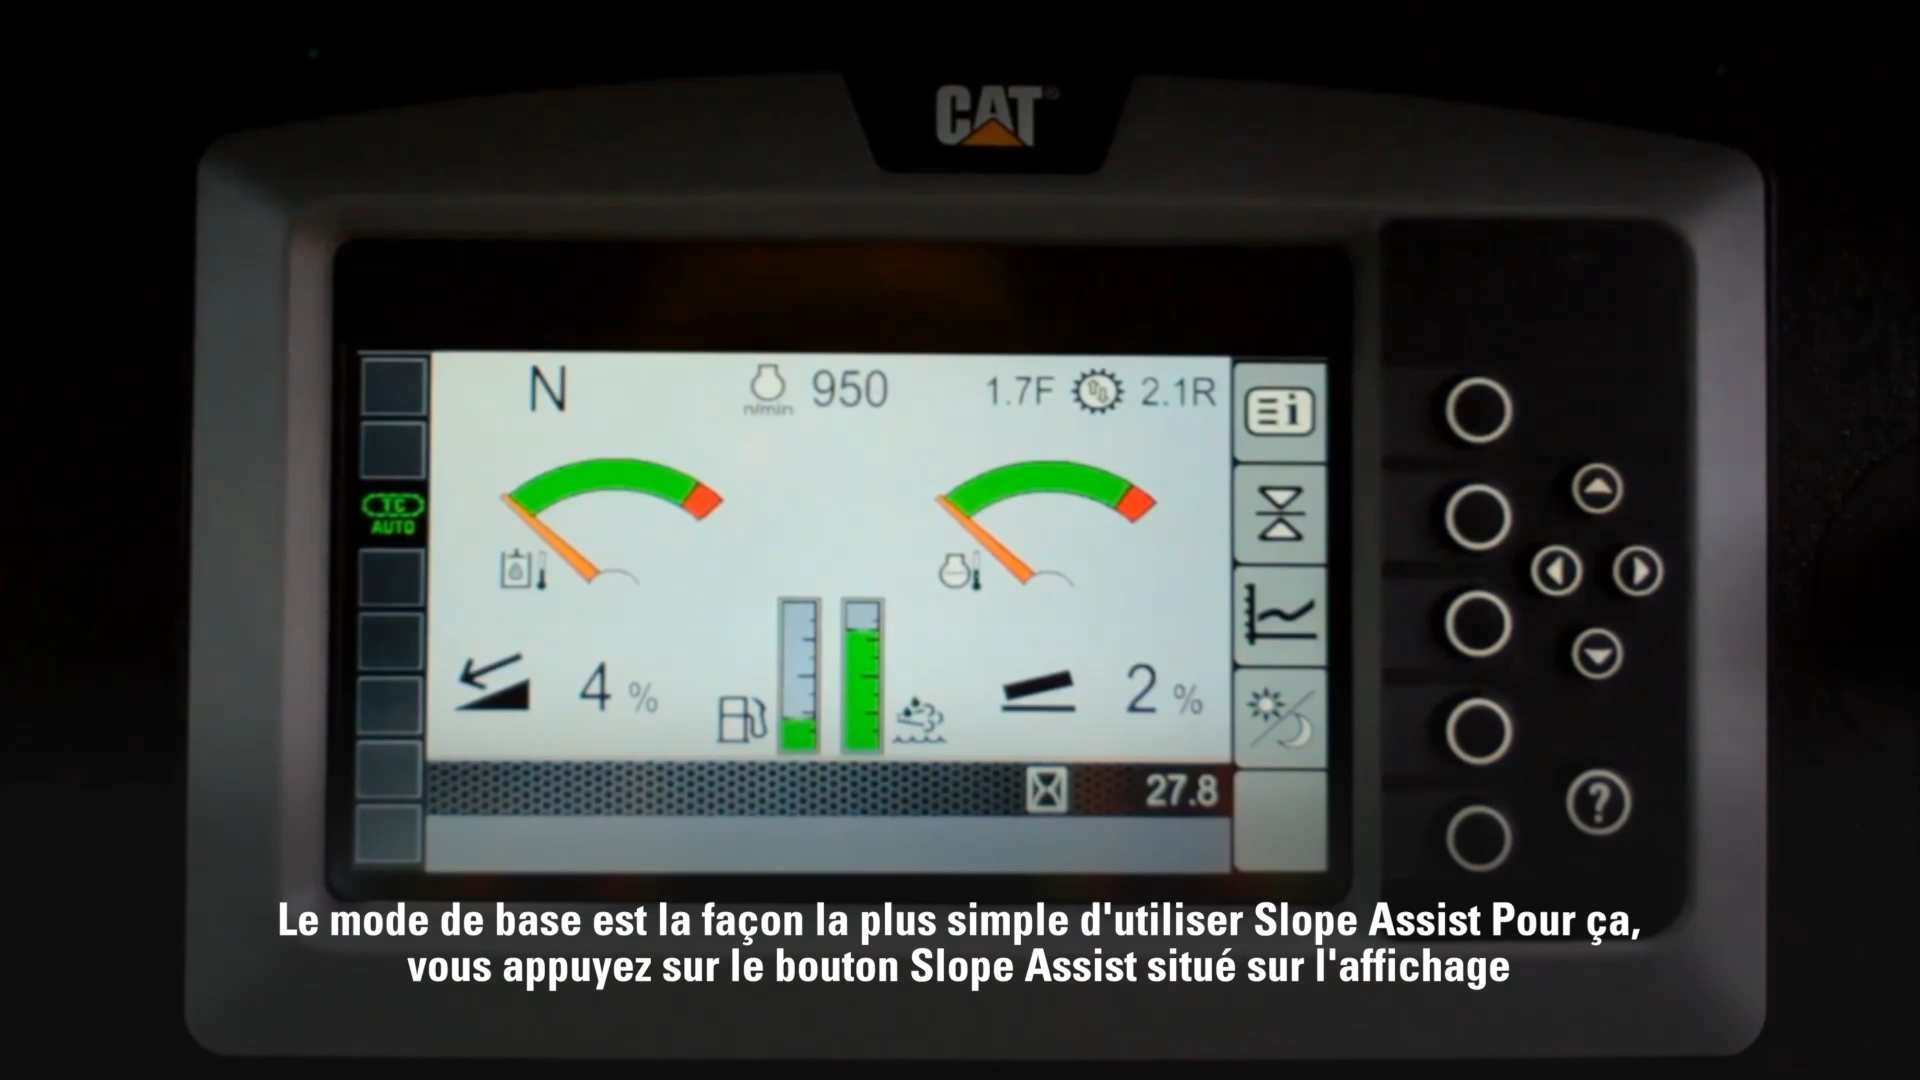 CAT
N
n/min 950
1.7F 2.1R
TC
AUTO
4 %
2 %
27.8
?
Le mode de base est la façon la plus simple d'utiliser Slope Assist Pour ça,
vous appuyez sur le bouton Slope Assist situé sur l'affichage